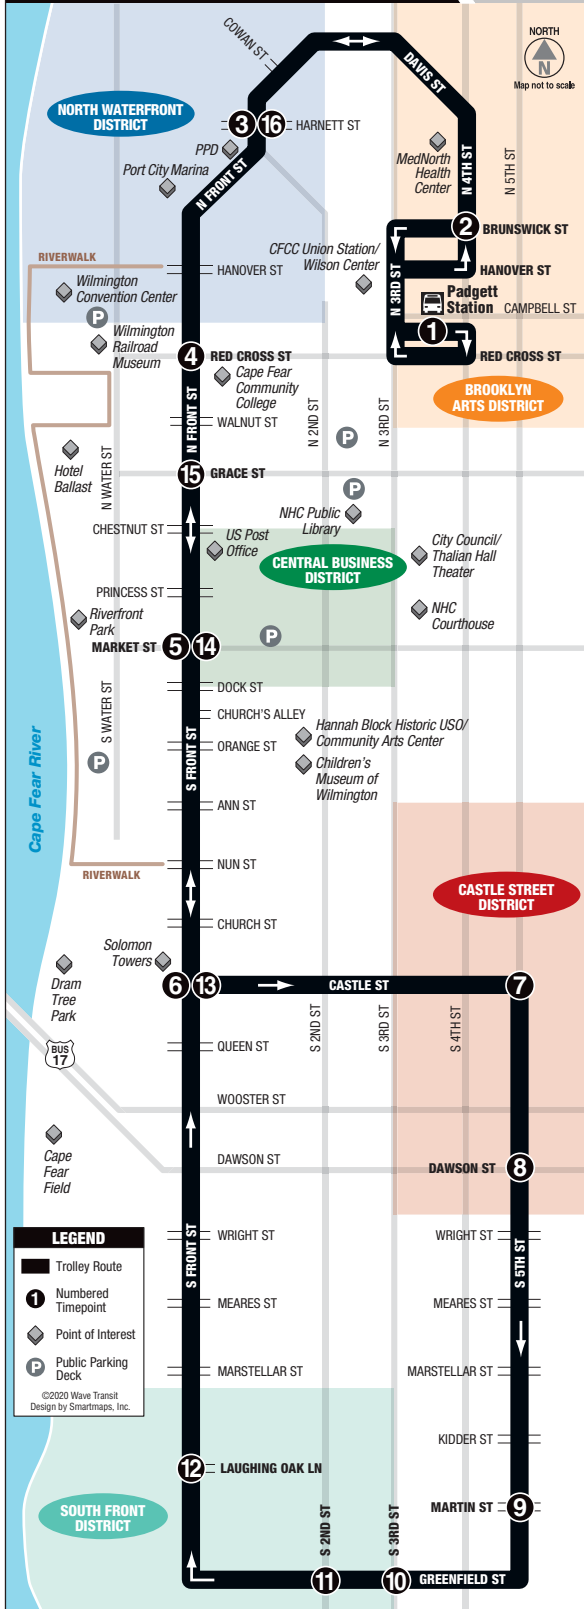 COWAN ST
DAVIS ST
NORTH
N
Map not to scale
NORTH WATERFRONT
DISTRICT
3
16
HARNETT ST
PPD
MedNorth
Health
Center
N 4TH ST
N 5TH ST
Port City Marina
N FRONT ST
2
BRUNSWICK ST
CFCC Union Station/
Wilson Center
RIVERWALK
HANOVER ST
N 3RD ST
HANOVER ST
Wilmington
Convention Center
Padgett
Station
CAMPBELL ST
P
Wilmington
Railroad
Museum
1
4
RED CROSS ST
RED CROSS ST
Cape Fear
Community
College
BROOKLYN
ARTS DISTRICT
N FRONT ST
WALNUT ST
N 2ND ST
N 3RD ST
P
Hotel
Ballast
N WATER ST
15
GRACE ST
P
NHC Public
Library
CHESTNUT ST
US Post
Office
City Council/
Thalian Hall
Theater
CENTRAL BUSINESS
DISTRICT
PRINCESS ST
Riverfront
Park
NHC
Courthouse
MARKET ST
5
14
P
S WATER ST
DOCK ST
CHURCH'S ALLEY
Hannah Block Historic USO/
Community Arts Center
ORANGE ST
S FRONT ST
P
Children's
Museum of
Wilmington
Cape Fear River
ANN ST
NUN ST
RIVERWALK
CASTLE STREET
DISTRICT
CHURCH ST
Solomon
Towers
Dram
Tree
Park
6
13
CASTLE ST
7
S 2ND ST
S 3RD ST
S 4TH ST
BUS
17
QUEEN ST
WOOSTER ST
Cape
Fear
Field
DAWSON ST
DAWSON ST
8
LEGEND
Trolley Route
1
Numbered
Timepoint
Point of Interest
P
Public Parking
Deck
©2020 Wave Transit
Design by Smartmaps, Inc.
S FRONT ST
WRIGHT ST
WRIGHT ST
S 5TH ST
MEARES ST
MEARES ST
MARSTELLAR ST
MARSTELLAR ST
KIDDER ST
12
LAUGHING OAK LN
SOUTH FRONT
DISTRICT
MARTIN ST
9
S 2ND ST
S 3RD ST
11
10
GREENFIELD ST